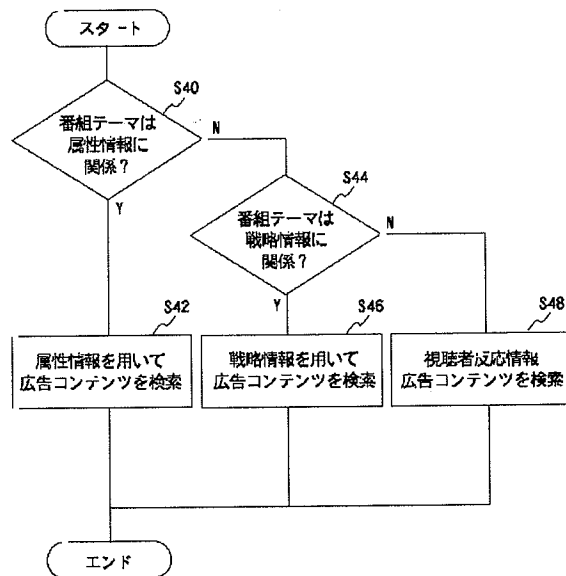 スタート
S40
番組テーマは
属性情報に
関係？
N
Y
S44
番組テーマは
戦略情報に
関係？
N
Y
S42
属性情報を用いて
広告コンテンツを検索
S46
戦略情報を用いて
広告コンテンツを検索
S48
視聴者反応情報
広告コンテンツを検索
エンド